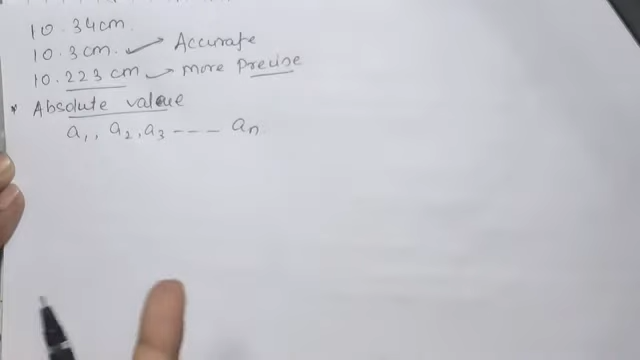 10.34cm.
10.3cm. → Accurate
10.223 cm → more Precise
* Absolute value
a₁, a₂, a₃ --- aₙ